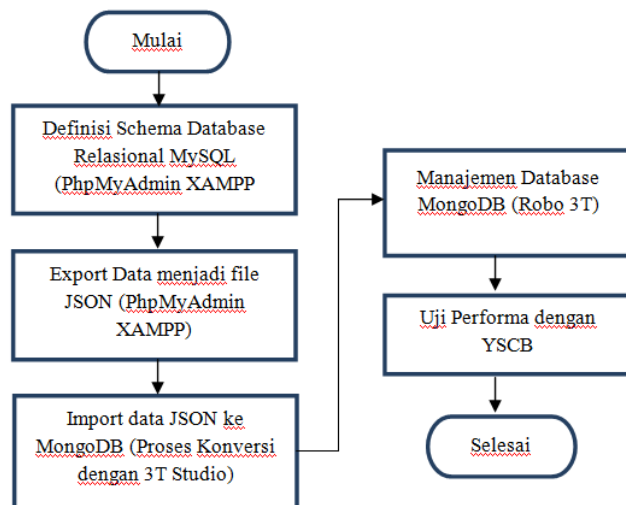 Mulai
Definisi Schema Database
Relasional MySQL
(PhpMyAdmin XAMPP
Export Data menjadi file
JSON (PhpMyAdmin
XAMPP)
Import data JSON ke
MongoDB (Proses Konversi
dengan 3T Studio)
Manajemen Database
MongoDB (Robo 3T)
Uji Performa dengan
YSCB
Selesai